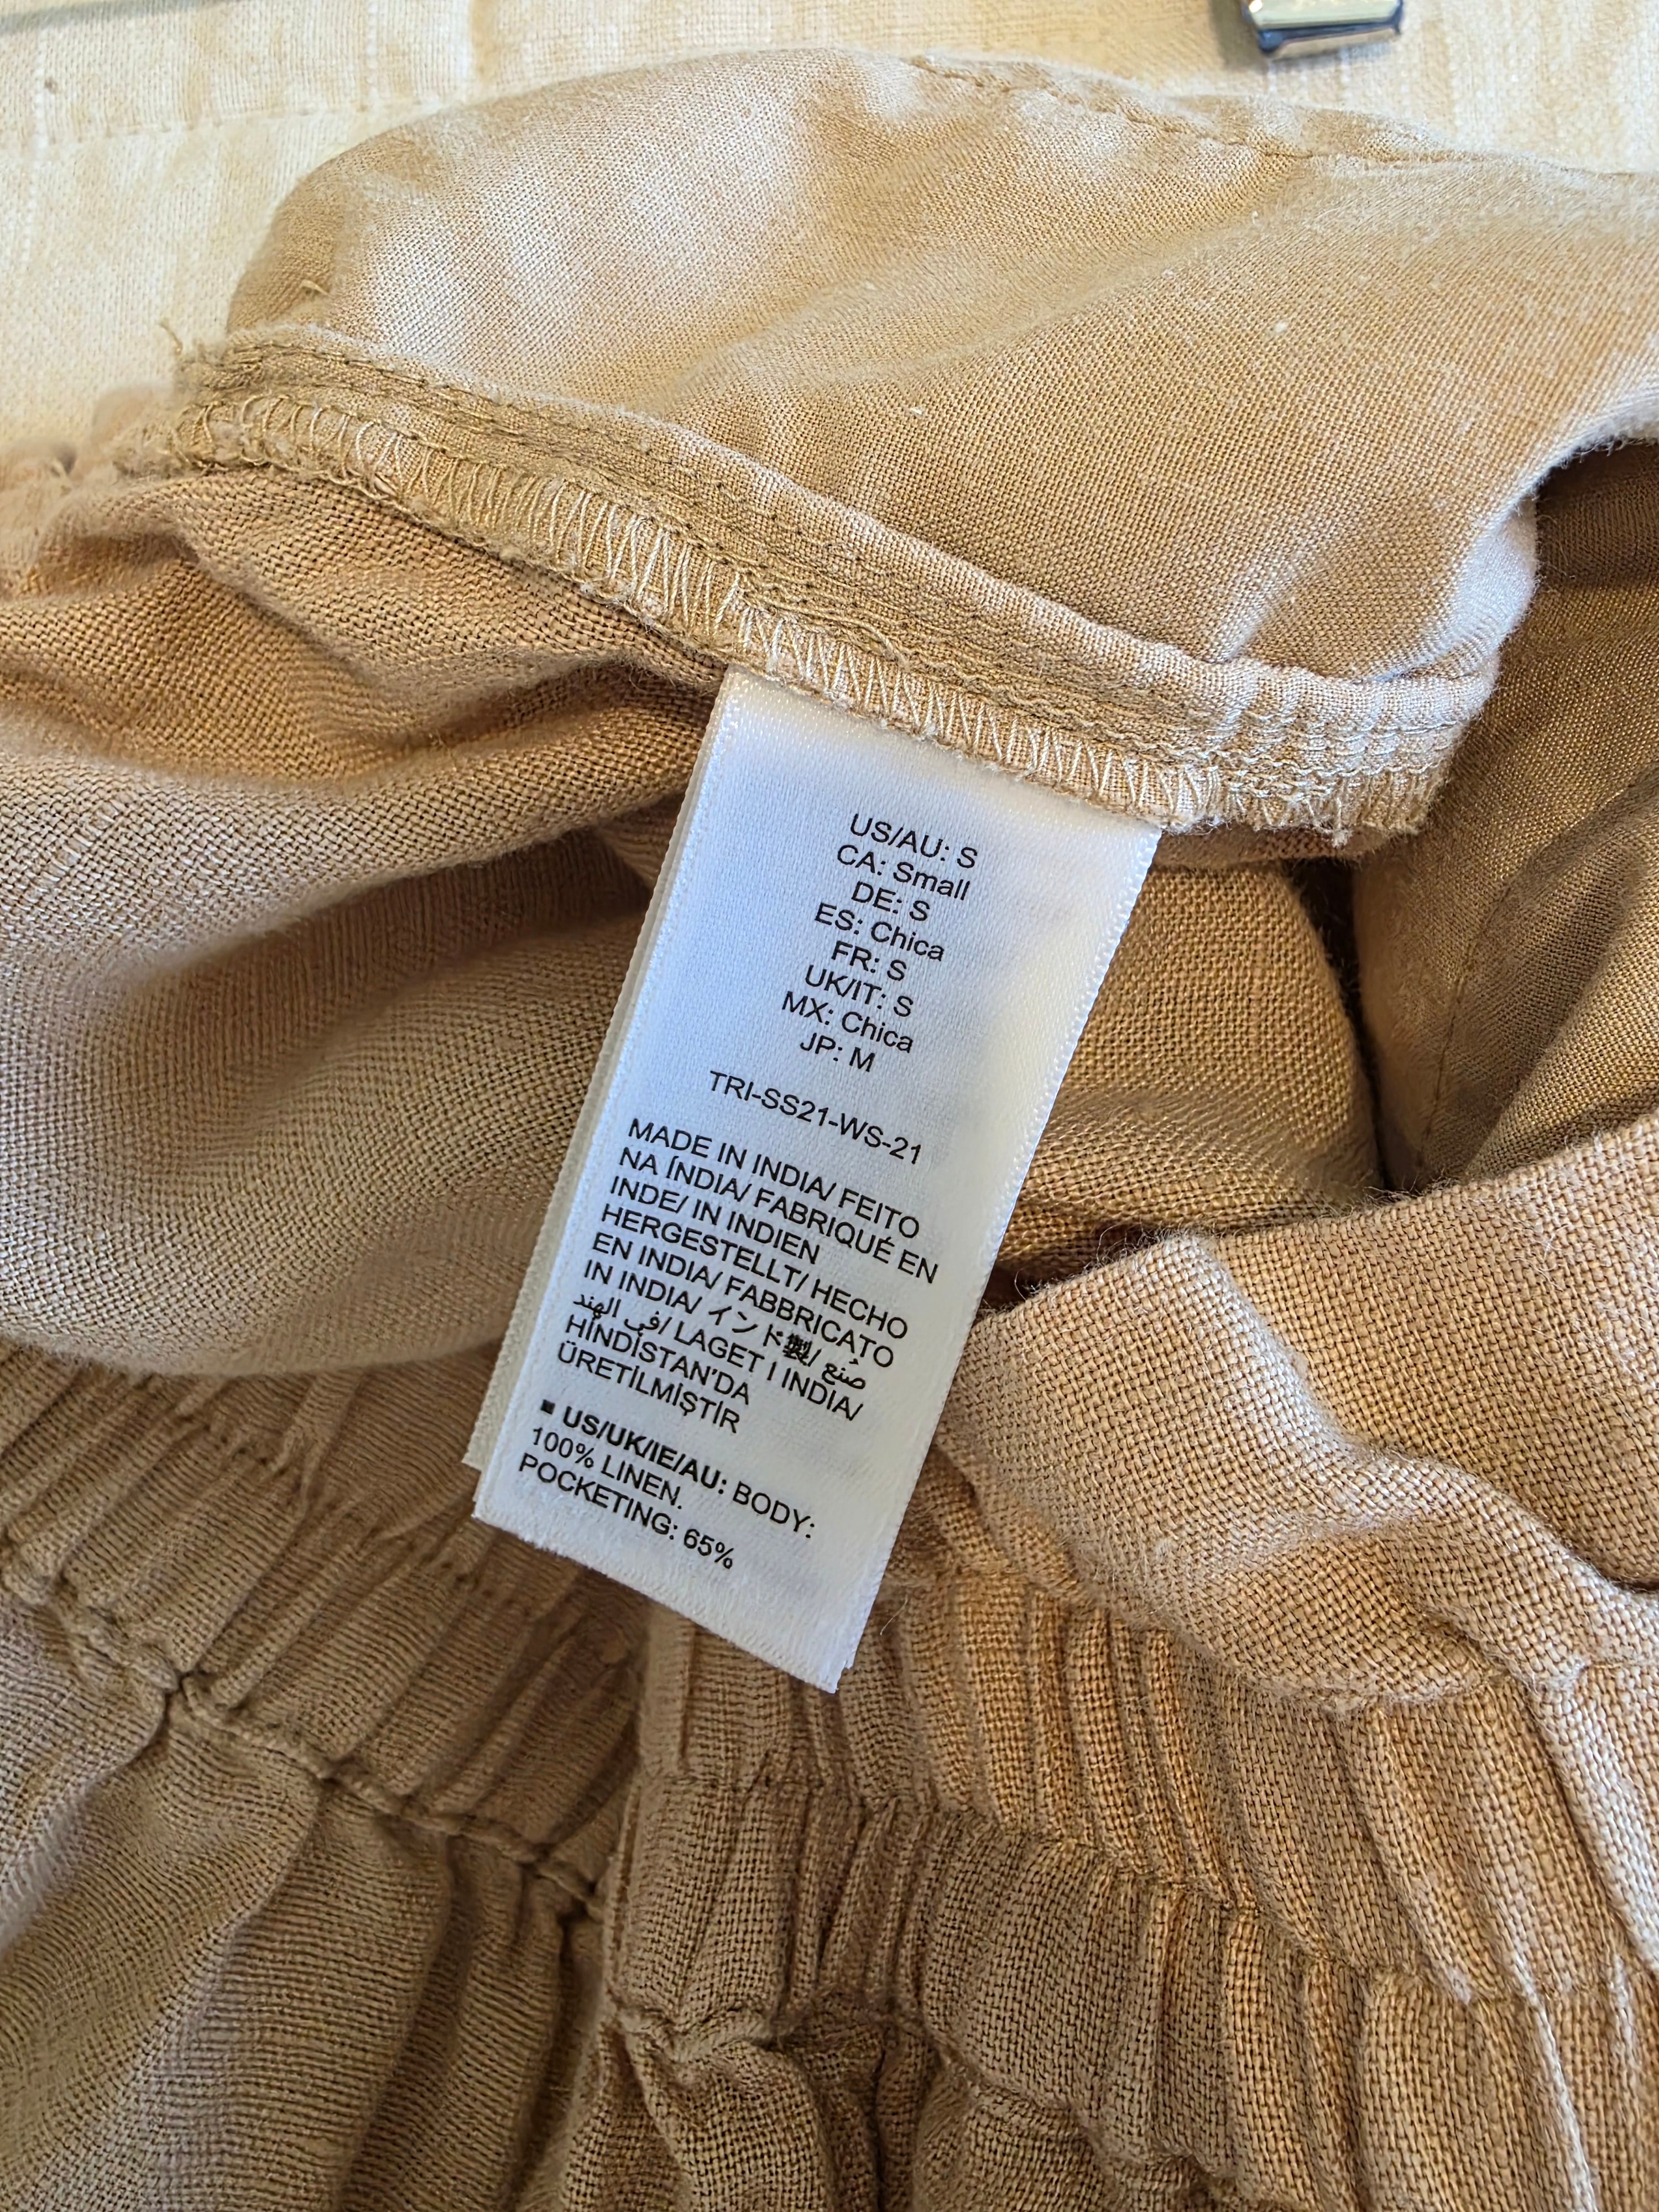 US/AU: S
CA: Small
DE: S
ES: Chica
FR: S
UK/IT: S
MX: Chica
JP: M
TRI-SS21-WS-21
MADE IN INDIA/ FEITO
NA ÍNDIA/ FABRIQUÉ EN
INDE/ IN INDIEN
HERGESTELLT/ HECHO
EN INDIA/ FABBRICATO
IN INDIA/ インド製/ صُنع
في الهند/ LAGET I INDIA/
HİNDİSTAN'DA
ÜRETİLMİŞTİR
■ US/UK/IE/AU: BODY:
100% LINEN.
POCKETING: 65%